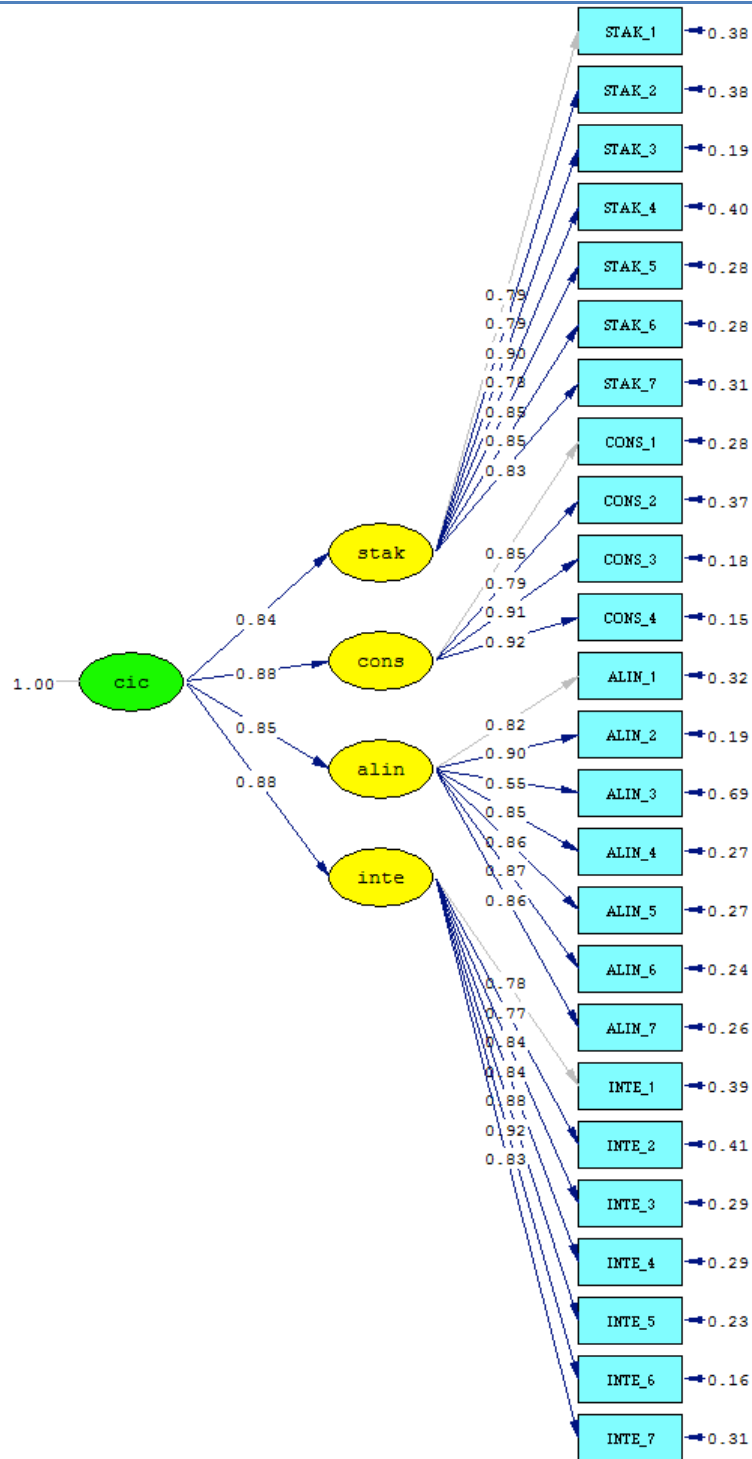 STAK_1 0.38
STAK_2 0.38
STAK_3 0.19
STAK_4 0.40
STAK_5 0.28
0.79
STAK_6 0.28
0.79
0.90
STAK_7 0.31
0.78
0.85
CONS_1 0.28
0.85
0.83
CONS_2 0.37
stak
0.85
CONS_3 0.18
0.79
0.91
CONS_4 0.15
0.84
0.92
cons
0.88
1.00 cic
ALIN_1 0.32
0.82
0.85
ALIN_2 0.19
0.90
alin
0.88
0.55
ALIN_3 0.69
0.85
0.86
ALIN_4 0.27
0.87
inte
0.86
ALIN_5 0.27
ALIN_6 0.24
0.78
0.77
ALIN_7 0.26
0.84
0.84
INTE_1 0.39
0.88
0.92
INTE_2 0.41
0.83
INTE_3 0.29
INTE_4 0.29
INTE_5 0.23
INTE_6 0.16
INTE_7 0.31